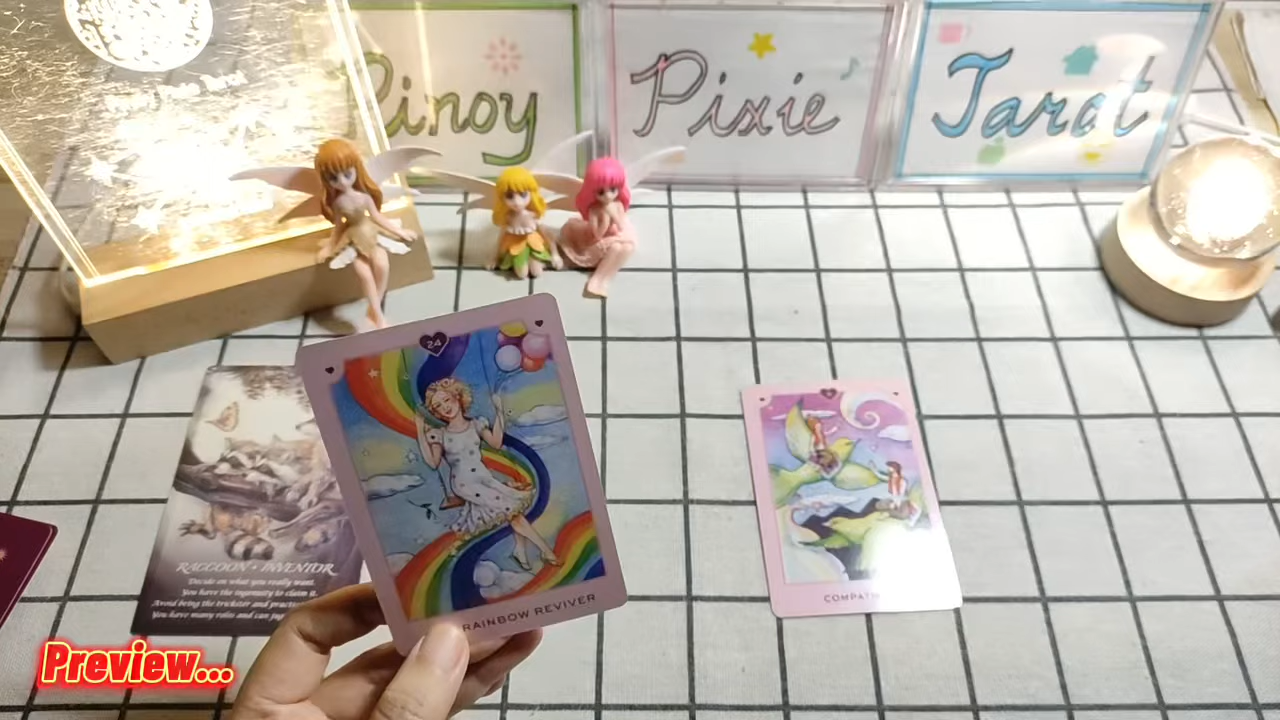 Pinoy
Pixie
Tarot
24
RAINBOW REVIVER
RACCOON • INVENTOR
Decide on what you really want.
You have the ingenuity to claim it.
Avoid being the trickster and
You have many roles and can
Preview...